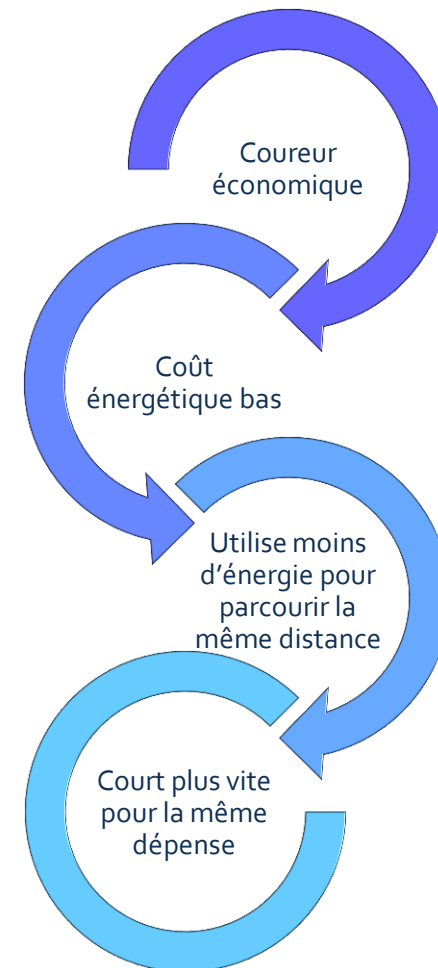 Coureur
économique
Coût
énergétique bas
Utilise moins
d’énergie pour
parcourir la
même distance
Court plus vite
pour la même
dépense